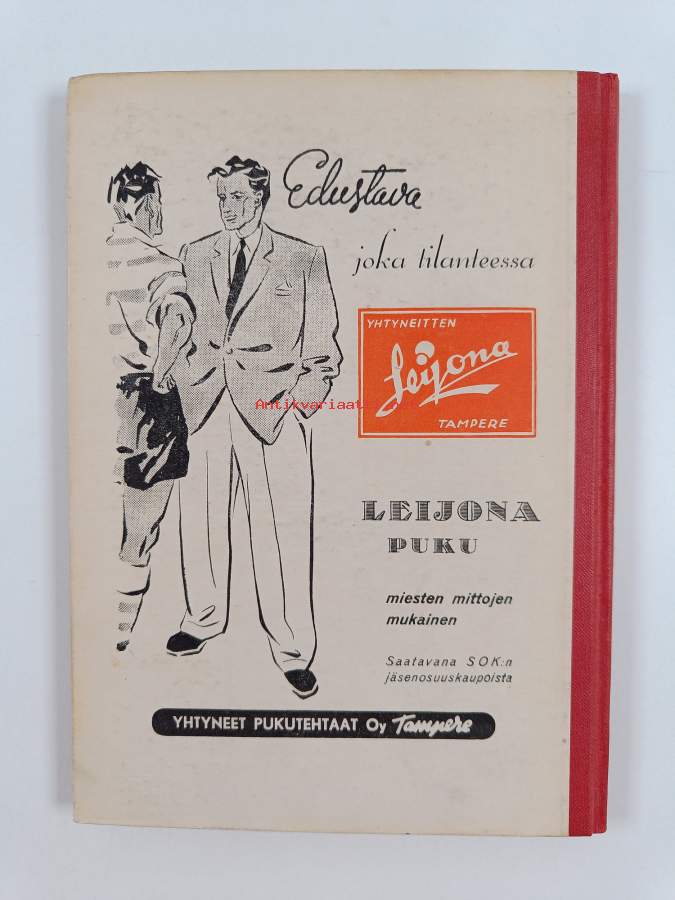 Edustava
joka tilanteessa
YHTYNEITTEN
Leijona
TAMPERE
LEIJONA
PUKU
miesten mittojen
mukainen
Saatavana SOK:n
jäsenosuuskaupoista
YHTYNEET PUKUTEHTAAT Oy Tampere